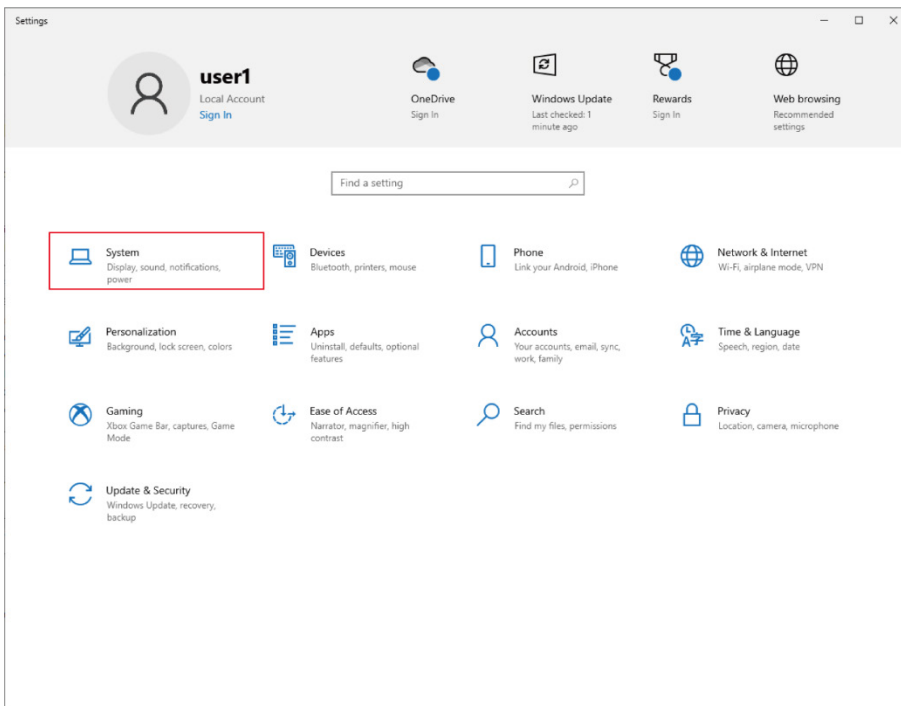 Settings
user1
Local Account
Sign In
OneDrive
Sign in
Windows Update
Last checked: 1
minute ago
Rewards
Sign In
Web browsing
Recommended
settings
Find a setting
System
Display, sound, notifications,
power
Devices
Bluetooth, printers, mouse
Phone
Link your Android, iPhone
Network & Internet
Wi-Fi, airplane mode, VPN
Personalization
Background, lock screen, colors
Apps
Uninstall, defaults, optional
features
Accounts
Your accounts, email, sync,
work, family
Time & Language
Speech, region, date
Gaming
Xbox Game Bar, captures, Game
Mode
Ease of Access
Narrator, magnifier, high
contrast
Search
Find my files, permissions
Privacy
Location, camera, microphone
Update & Security
Windows Update, recovery,
backup